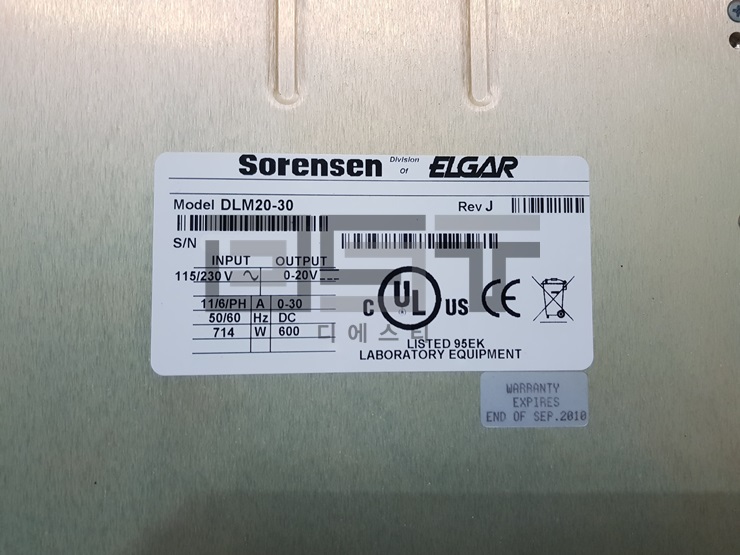 Sorensen Division Of ELGAR
Model DLM20-30 Rev J
S/N
INPUT OUTPUT
115/230 V 0-20V
11/6/PH A 0-30
50/60 Hz DC
714 W 600
C UL US CE
LISTED 95EK
LABORATORY EQUIPMENT
DST
디에스티
WARRANTY
EXPIRES
END OF SEP.2010